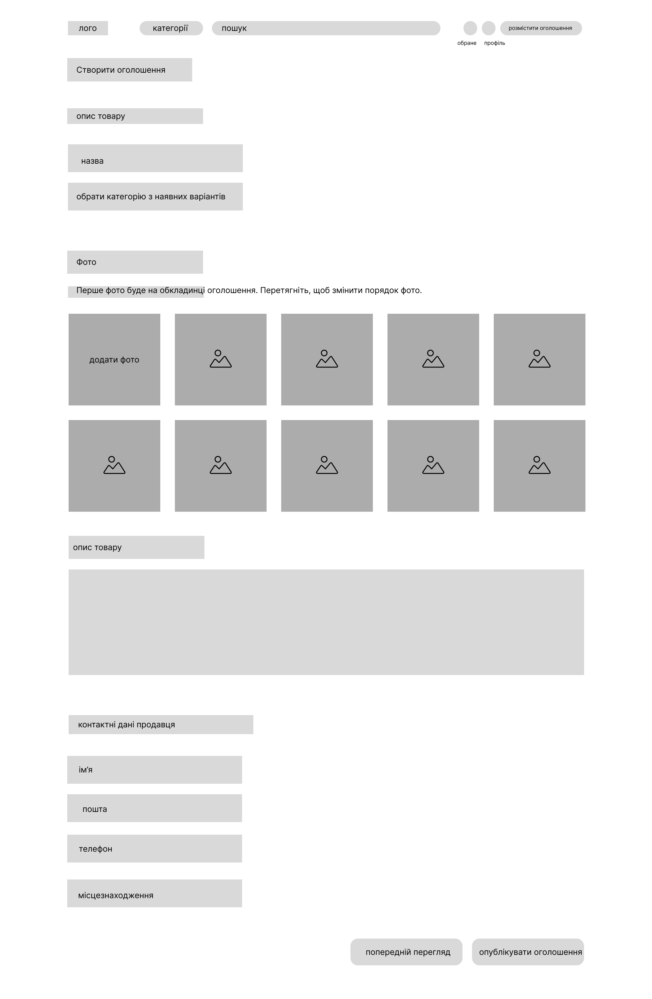 лого
категорії
пошук
розмістити оголошення
обране
профіль
Створити оголошення
опис товару
назва
обрати категорію з наявних варіантів
Фото
Перше фото буде на обкладинці оголошення. Перетягніть, щоб змінити порядок фото.
додати фото
опис товару
контактні дані продавця
ім’я
пошта
телефон
місцезнаходження
попередній перегляд
опублікувати оголошення